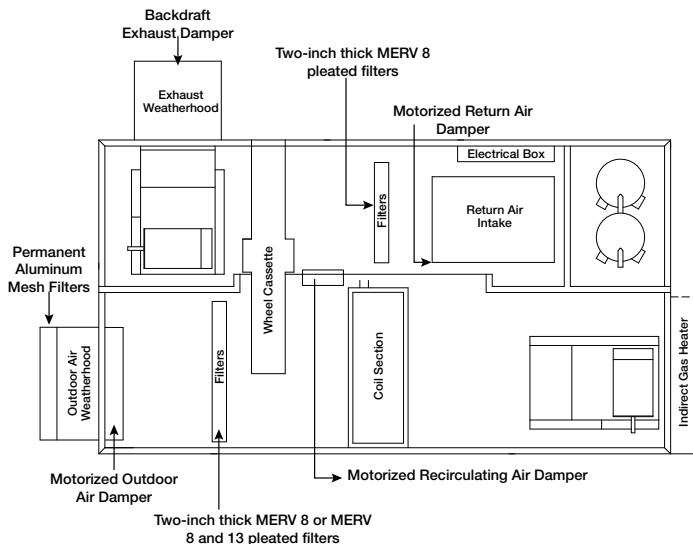 Backdraft
Exhaust Damper
Two-inch thick MERV 8
pleated filters
Exhaust
Weatherhood
Motorized Return Air
Damper
Electrical Box
Filters
Return Air
Intake
Permanent
Aluminum
Mesh Filters
Wheel Cassette
Outdoor Air
Weatherhood
Filters
Coil Section
Indirect Gas Heater
Motorized Outdoor
Air Damper
Motorized Recirculating Air Damper
Two-inch thick MERV 8 or MERV
8 and 13 pleated filters